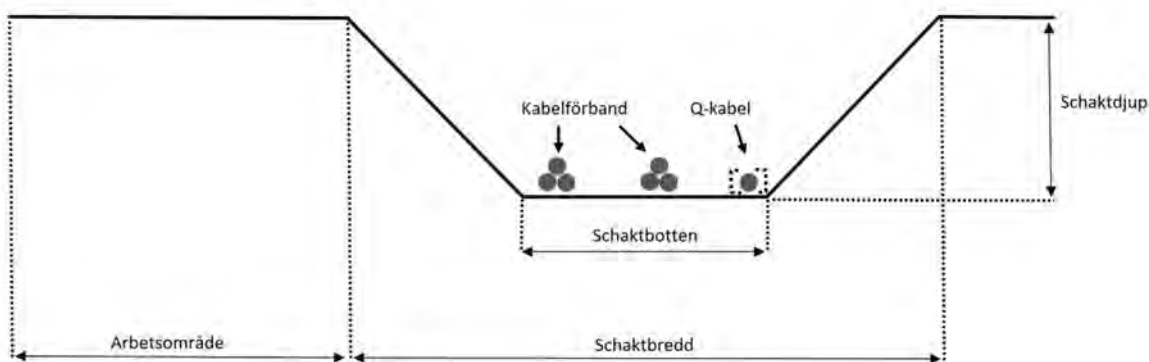 Kabelförband
Q-kabel
Schaktdjup
Schaktbotten
Arbetsområde
Schaktbredd